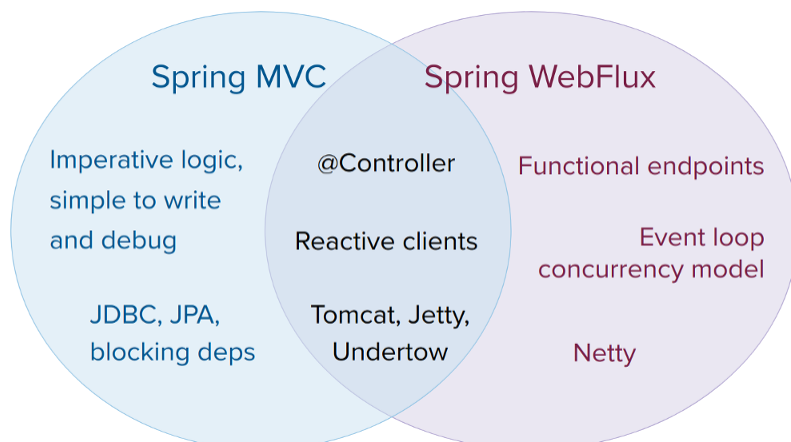 Spring MVC
Spring WebFlux
Imperative logic,
simple to write
and debug
JDBC, JPA,
blocking deps
@Controller
Reactive clients
Tomcat, Jetty,
Undertow
Functional endpoints
Event loop
concurrency model
Netty